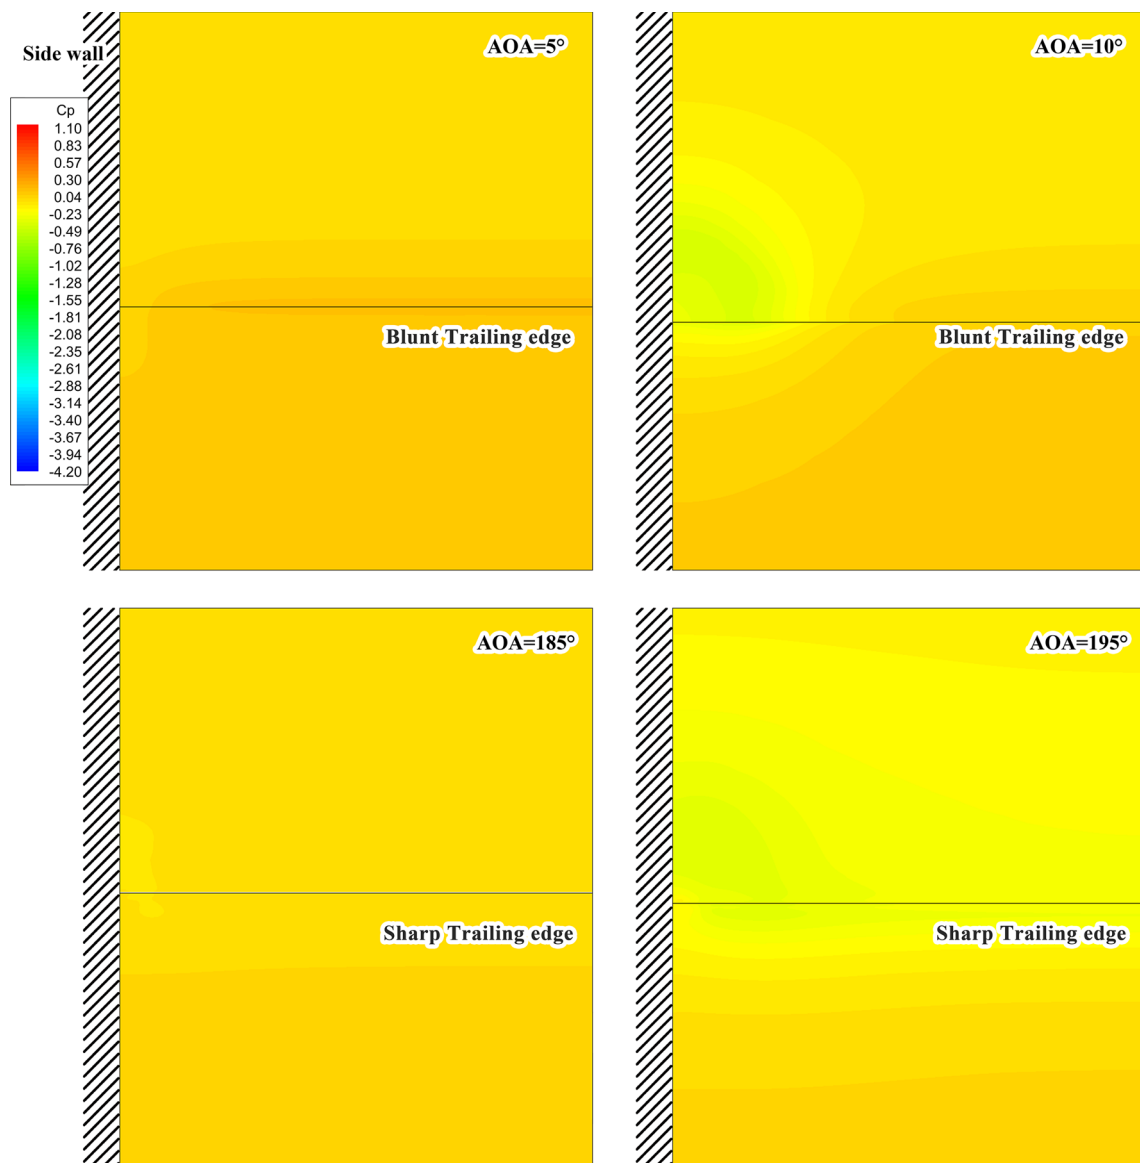 AOA=5°
Side wall
Cp
1.10
0.83
0.57
0.30
0.04
-0.23
-0.49
-0.76
-1.02
-1.28
-1.55
-1.81
-2.08
-2.35
-2.61
-2.88
-3.14
-3.40
-3.67
-3.94
-4.20
Blunt Trailing edge
AOA=10°
Blunt Trailing edge
AOA=185°
Sharp Trailing edge
AOA=195°
Sharp Trailing edge